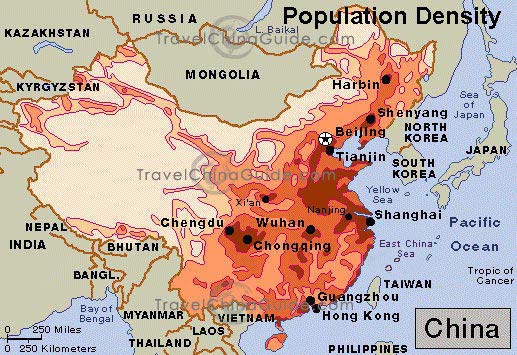 Population Density
RUSSIA
KAZAKHSTAN
TravelChinaGuide.com
L. Baikal
MONGOLIA
Harbin
KYRGYZSTAN
Shenyang
Sea
of
Japan
Beijing
NORTH
KOREA
Tianjin
JAPAN
SOUTH
KOREA
TravelChinaGuide.com
Yellow
Sea
Xi'an
Nanjing
Shanghai
Chengdu
Wuhan
Pacific
Ocean
NEPAL
Chongqing
East China
Sea
INDIA
BHUTAN
Tropic of
Cancer
BANGL.
TAIWAN
Guangzhou
Hong Kong
TravelChinaGuide.com
Bay of
Bengal
MYANMAR
VIETNAM
LAOS
THAILAND
PHILIPPINES
China
0 250 Miles
0 250 Kilometers